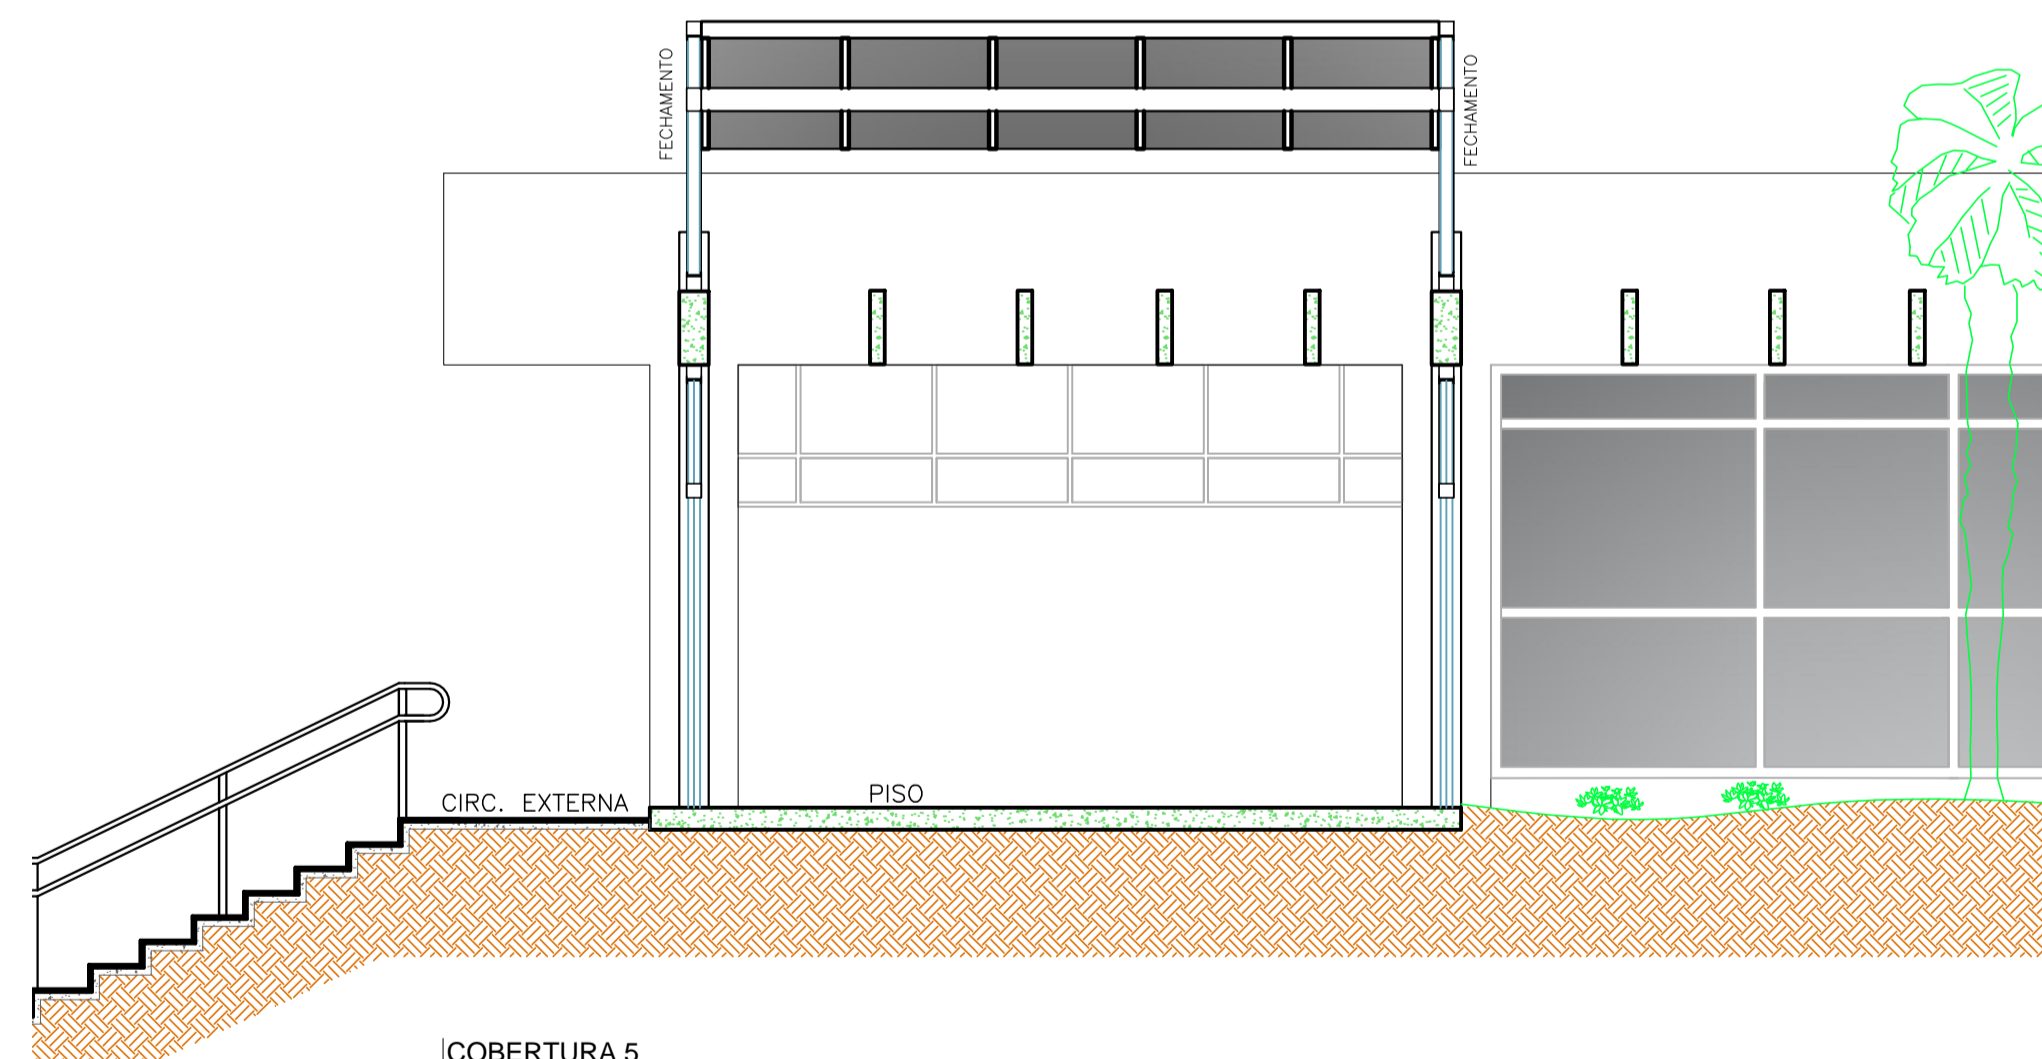 FECHAMENTO
FECHAMENTO
CIRC. EXTERNA
PISO
COBERTURA 5